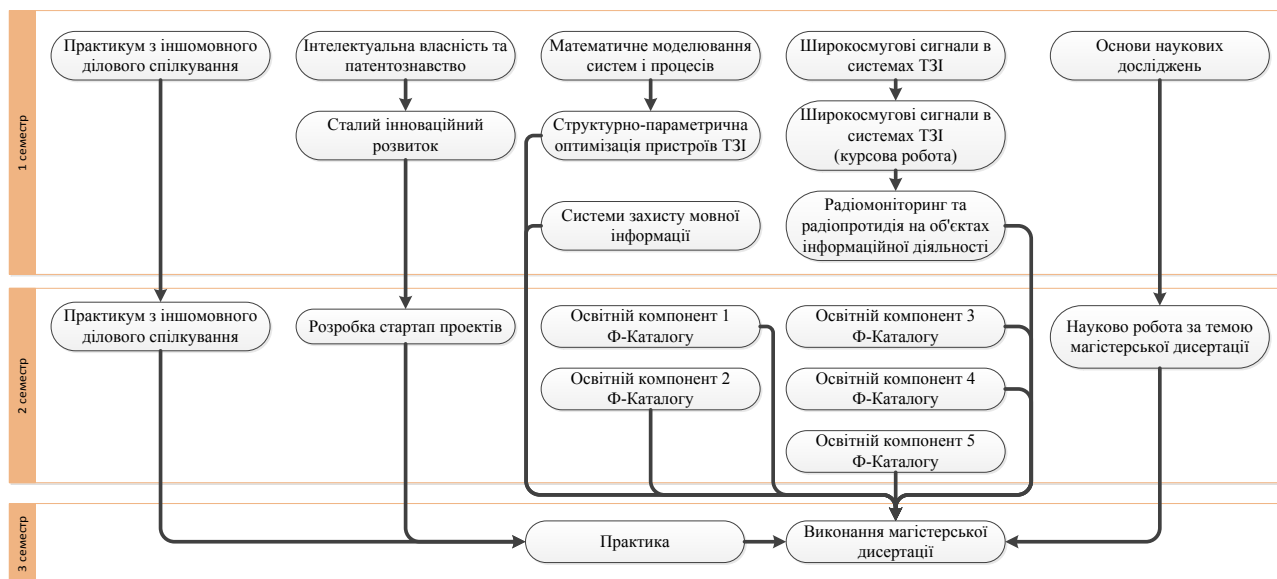 1 семестр
Практикум з іншомовного
ділового спілкування
Інтелектуальна власність та
патентознавство
Математичне моделювання
систем і процесів
Широкосмугові сигнали в
системах ТЗІ
Основи наукових
досліджень
Сталий інноваційний
розвиток
Структурно-параметрична
оптимізація пристроїв ТЗІ
Широкосмугові сигнали в
системах ТЗІ
(курсова робота)
Системи захисту мовної
інформації
Радіомоніторинг та
радіопротидія на об'єктах
інформаційної діяльності
2 семестр
Практикум з іншомовного
ділового спілкування
Розробка стартап проектів
Освітній компонент 1
Ф-Каталогу
Освітній компонент 3
Ф-Каталогу
Науково робота за темою
магістерської дисертації
Освітній компонент 2
Ф-Каталогу
Освітній компонент 4
Ф-Каталогу
Освітній компонент 5
Ф-Каталогу
3 семестр
Практика
Виконання магістерської
дисертації